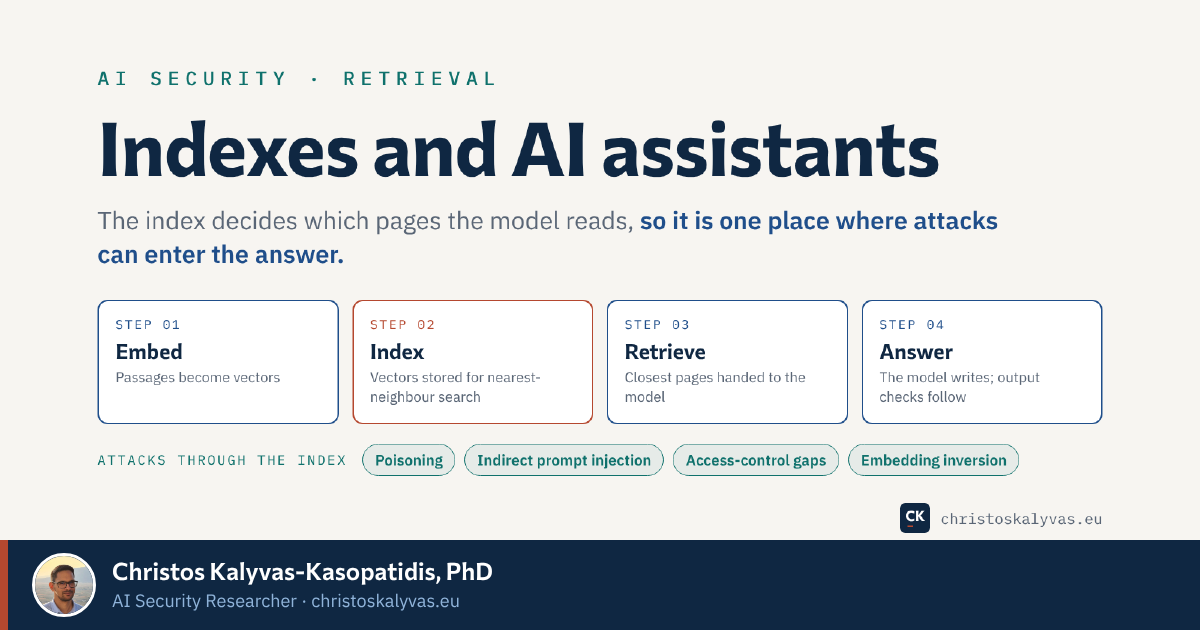 AI SECURITY · RETRIEVAL
Indexes and AI assistants
The index decides which pages the model reads, so it is one place where attacks
can enter the answer.
STEP 01
Embed
Passages become vectors
STEP 02
Index
Vectors stored for nearest-
neighbour search
STEP 03
Retrieve
Closest pages handed to the
model
STEP 04
Answer
The model writes; output
checks follow
ATTACKS THROUGH THE INDEX
Poisoning
Indirect prompt injection
Access-control gaps
Embedding inversion
CK
christoskalyvas.eu
Christos Kalyvas-Kasopatidis, PhD
AI Security Researcher · christoskalyvas.eu